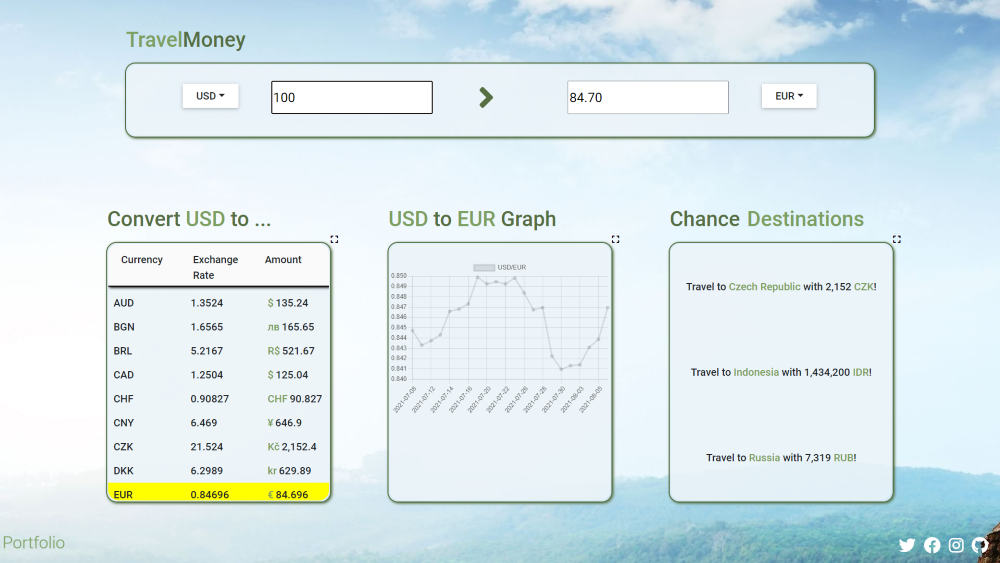 TravelMoney
USD
100
84.70
EUR
Convert USD to ...
Currency Exchange Rate Amount
AUD 1.3524 $ 135.24
BGN 1.6565 лв 165.65
BRL 5.2167 R$ 521.67
CAD 1.2504 $ 125.04
CHF 0.90827 CHF 90.827
CNY 6.469 ¥ 646.9
CZK 21.524 Kč 2,152.4
DKK 6.2989 kr 629.89
EUR 0.84696 € 84.696
USD to EUR Graph
USD/EUR
0.850
0.849
0.848
0.847
0.846
0.845
0.844
0.843
0.842
0.841
0.840
2021-07-08
2021-07-12
2021-07-14
2021-07-16
2021-07-20
2021-07-22
2021-07-26
2021-07-28
2021-07-30
2021-08-03
2021-08-05
Chance Destinations
Travel to Czech Republic with 2,152 CZK!
Travel to Indonesia with 1,434,200 IDR!
Travel to Russia with 7,319 RUB!
Portfolio